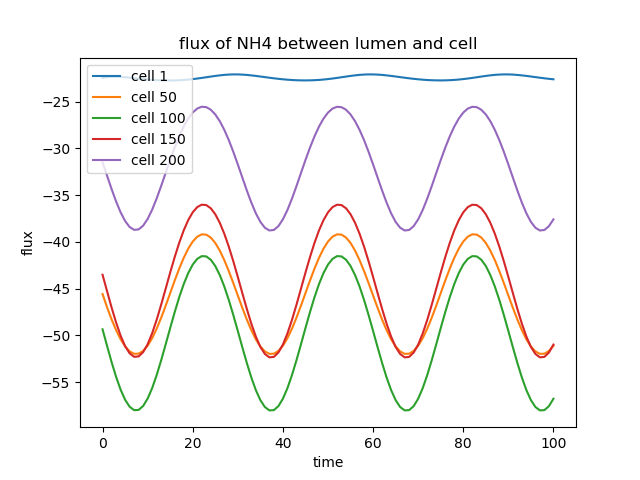 flux of NH4 between lumen and cell
cell 1
cell 50
cell 100
cell 150
cell 200
flux
−25
−30
−35
−40
−45
−50
−55
0 20 40 60 80 100
time